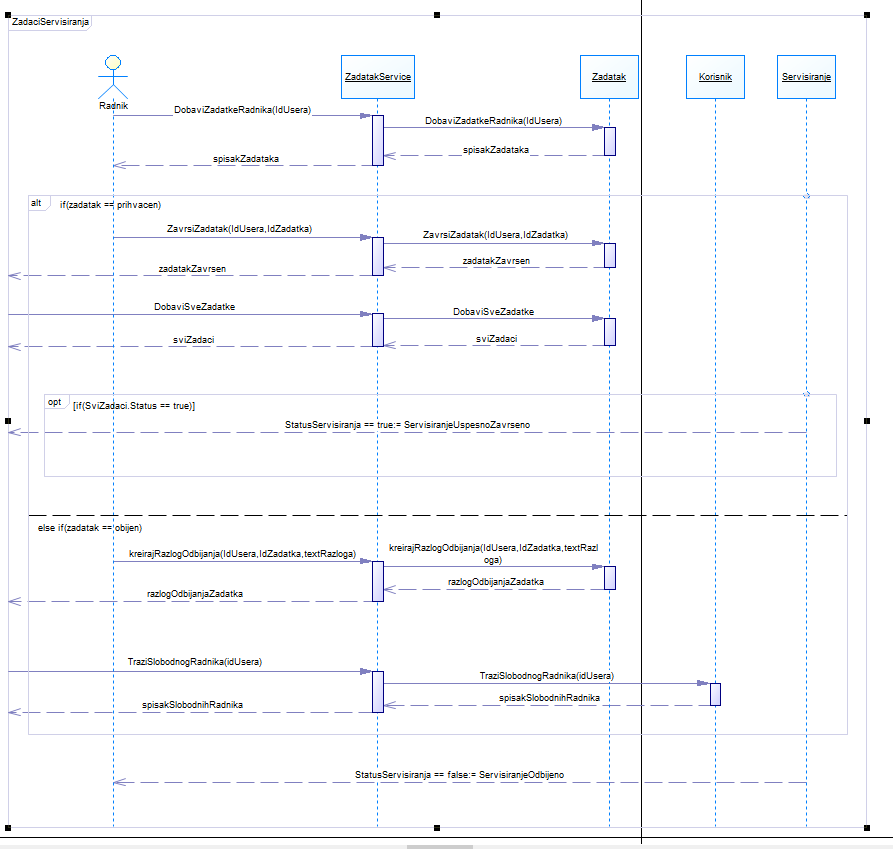 ZadaciServisiranja
Radnik
ZadatakService
Zadatak
Korisnik
Servisiranje
DobaviZadatkeRadnika(IdUsera)
DobaviZadatkeRadnika(IdUsera)
spisakZadataka
spisakZadataka
alt
if(zadatak == prihvacen)
ZavrsiZadatak(IdUsera,IdZadatka)
ZavrsiZadatak(IdUsera,IdZadatka)
zadatakZavrsen
zadatakZavrsen
DobaviSveZadatke
DobaviSveZadatke
sviZadaci
sviZadaci
opt
[if(SviZadaci.Status == true)]
StatusServisiranja == true:= ServisiranjeUspesnoZavrseno
else if(zadatak == obijen)
kreirajRazlogOdbijanja(IdUsera,IdZadatka,textRazloga)
kreirajRazlogOdbijanja(IdUsera,IdZadatka,textRazl
oga)
razlogOdbijanjaZadatka
razlogOdbijanjaZadatka
TraziSlobodnogRadnika(idUsera)
TraziSlobodnogRadnika(idUsera)
spisakSlobodnihRadnika
spisakSlobodnihRadnika
StatusServisiranja == false:= ServisiranjeOdbijeno